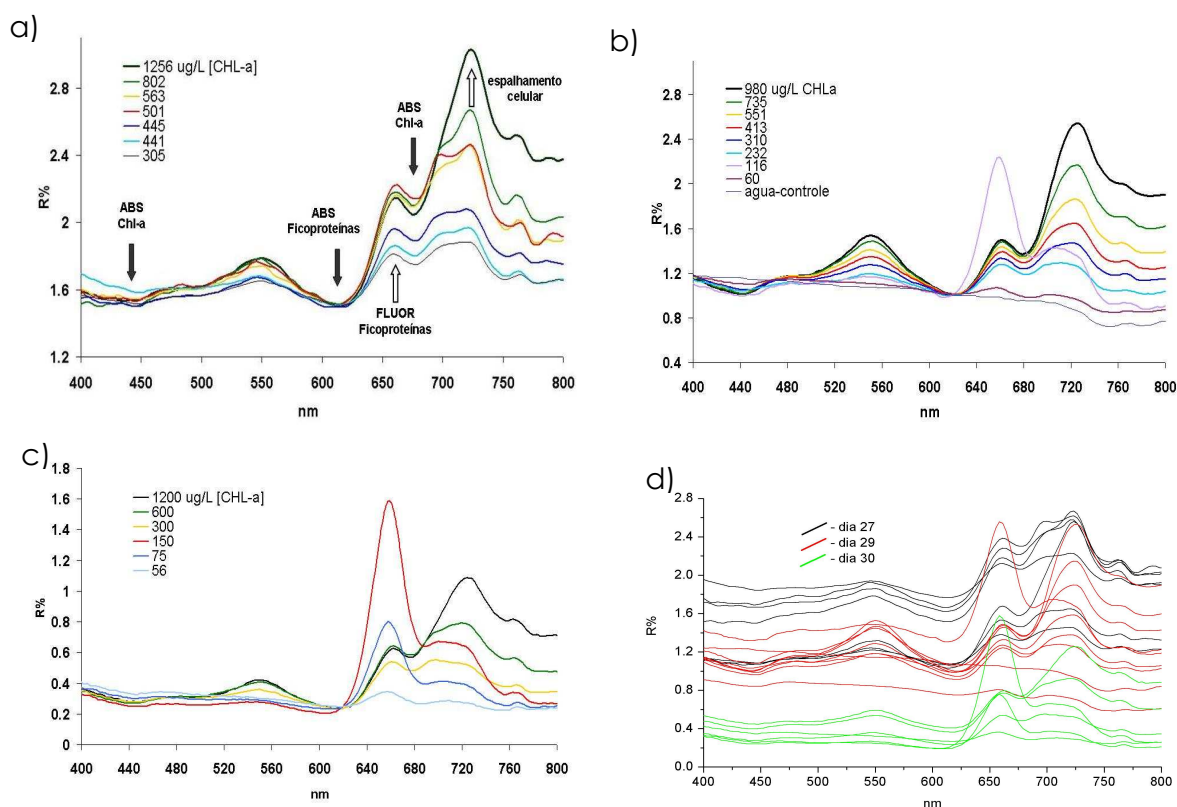 a)
1256 ug/L [CHL-a]
802
563
501
445
441
305
ABS
Chl-a
espalhamento
celular
ABS
Chl-a
ABS
Ficoproteínas
FLUOR
Ficoproteínas
R%
2.8
2.4
2
1.6
1.2
400 450 500 550 600 650 700 750 800
nm
b)
980 ug/L CHLa
735
551
413
310
232
116
60
agua-controle
R%
2.8
2.4
2
1.6
1.2
0.8
0.4
400 440 480 520 560 600 640 680 720 760 800
nm
c)
1200 ug/L [CHL-a]
600
300
150
75
56
R%
1.8
1.6
1.4
1.2
1
0.8
0.6
0.4
0.2
0
400 440 480 520 560 600 640 680 720 760 800
nm
d)
- dia 27
- dia 29
- dia 30
R%
2.8
2.4
2.0
1.6
1.2
0.8
0.4
0.0
400 450 500 550 600 650 700 750 800
nm